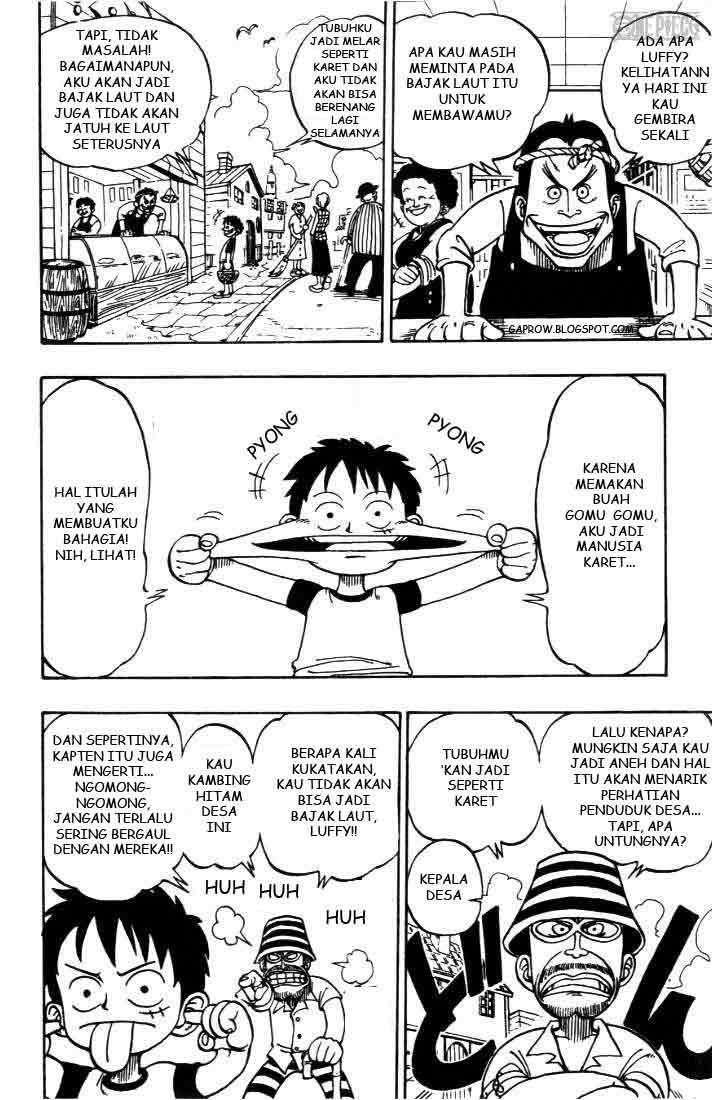 ONE PIECE
ADA APA
LUFFY?
KELIHATANN
YA HARI INI
KAU
GEMBIRA
SEKALI
APA KAU MASIH
MEMINTA PADA
BAJAK LAUT ITU
UNTUK
MEMBAWAMU?
GAPROW.BLOGSPOT.COM
TUBUHKU
JADI MELAR
SEPERTI
KARET DAN
AKU TIDAK
AKAN BISA
BERENANG
LAGI
SELAMANYA
TAPI, TIDAK
MASALAH!
BAGAIMANAPUN,
AKU AKAN JADI
BAJAK LAUT DAN
JUGA TIDAK AKAN
JATUH KE LAUT
SETERUSNYA
KARENA
MEMAKAN
BUAH
GOMU GOMU,
AKU JADI
MANUSIA
KARET...
PYONG
PYONG
HAL ITULAH
YANG
MEMBUATKU
BAHAGIA!
NIH, LIHAT!
LALU KENAPA?
MUNGKIN SAJA KAU
JADI ANEH DAN HAL
ITU AKAN MENARIK
PERHATIAN
PENDUDUK DESA...
TAPI, APA
UNTUNGNYA?
TUBUHMU
'KAN JADI
SEPERTI
KARET
KEPALA
DESA
どん
BERAPA KALI
KUKATAKAN,
KAU TIDAK AKAN
BISA JADI
BAJAK LAUT,
LUFFY!!
KAU
KAMBING
HITAM
DESA
INI
DAN SEPERTINYA,
KAPTEN ITU JUGA
MENGERTI...
NGOMONG-
NGOMONG,
JANGAN TERLALU
SERING BERGAUL
DENGAN MEREKA!!
HUH
HUH
HUH